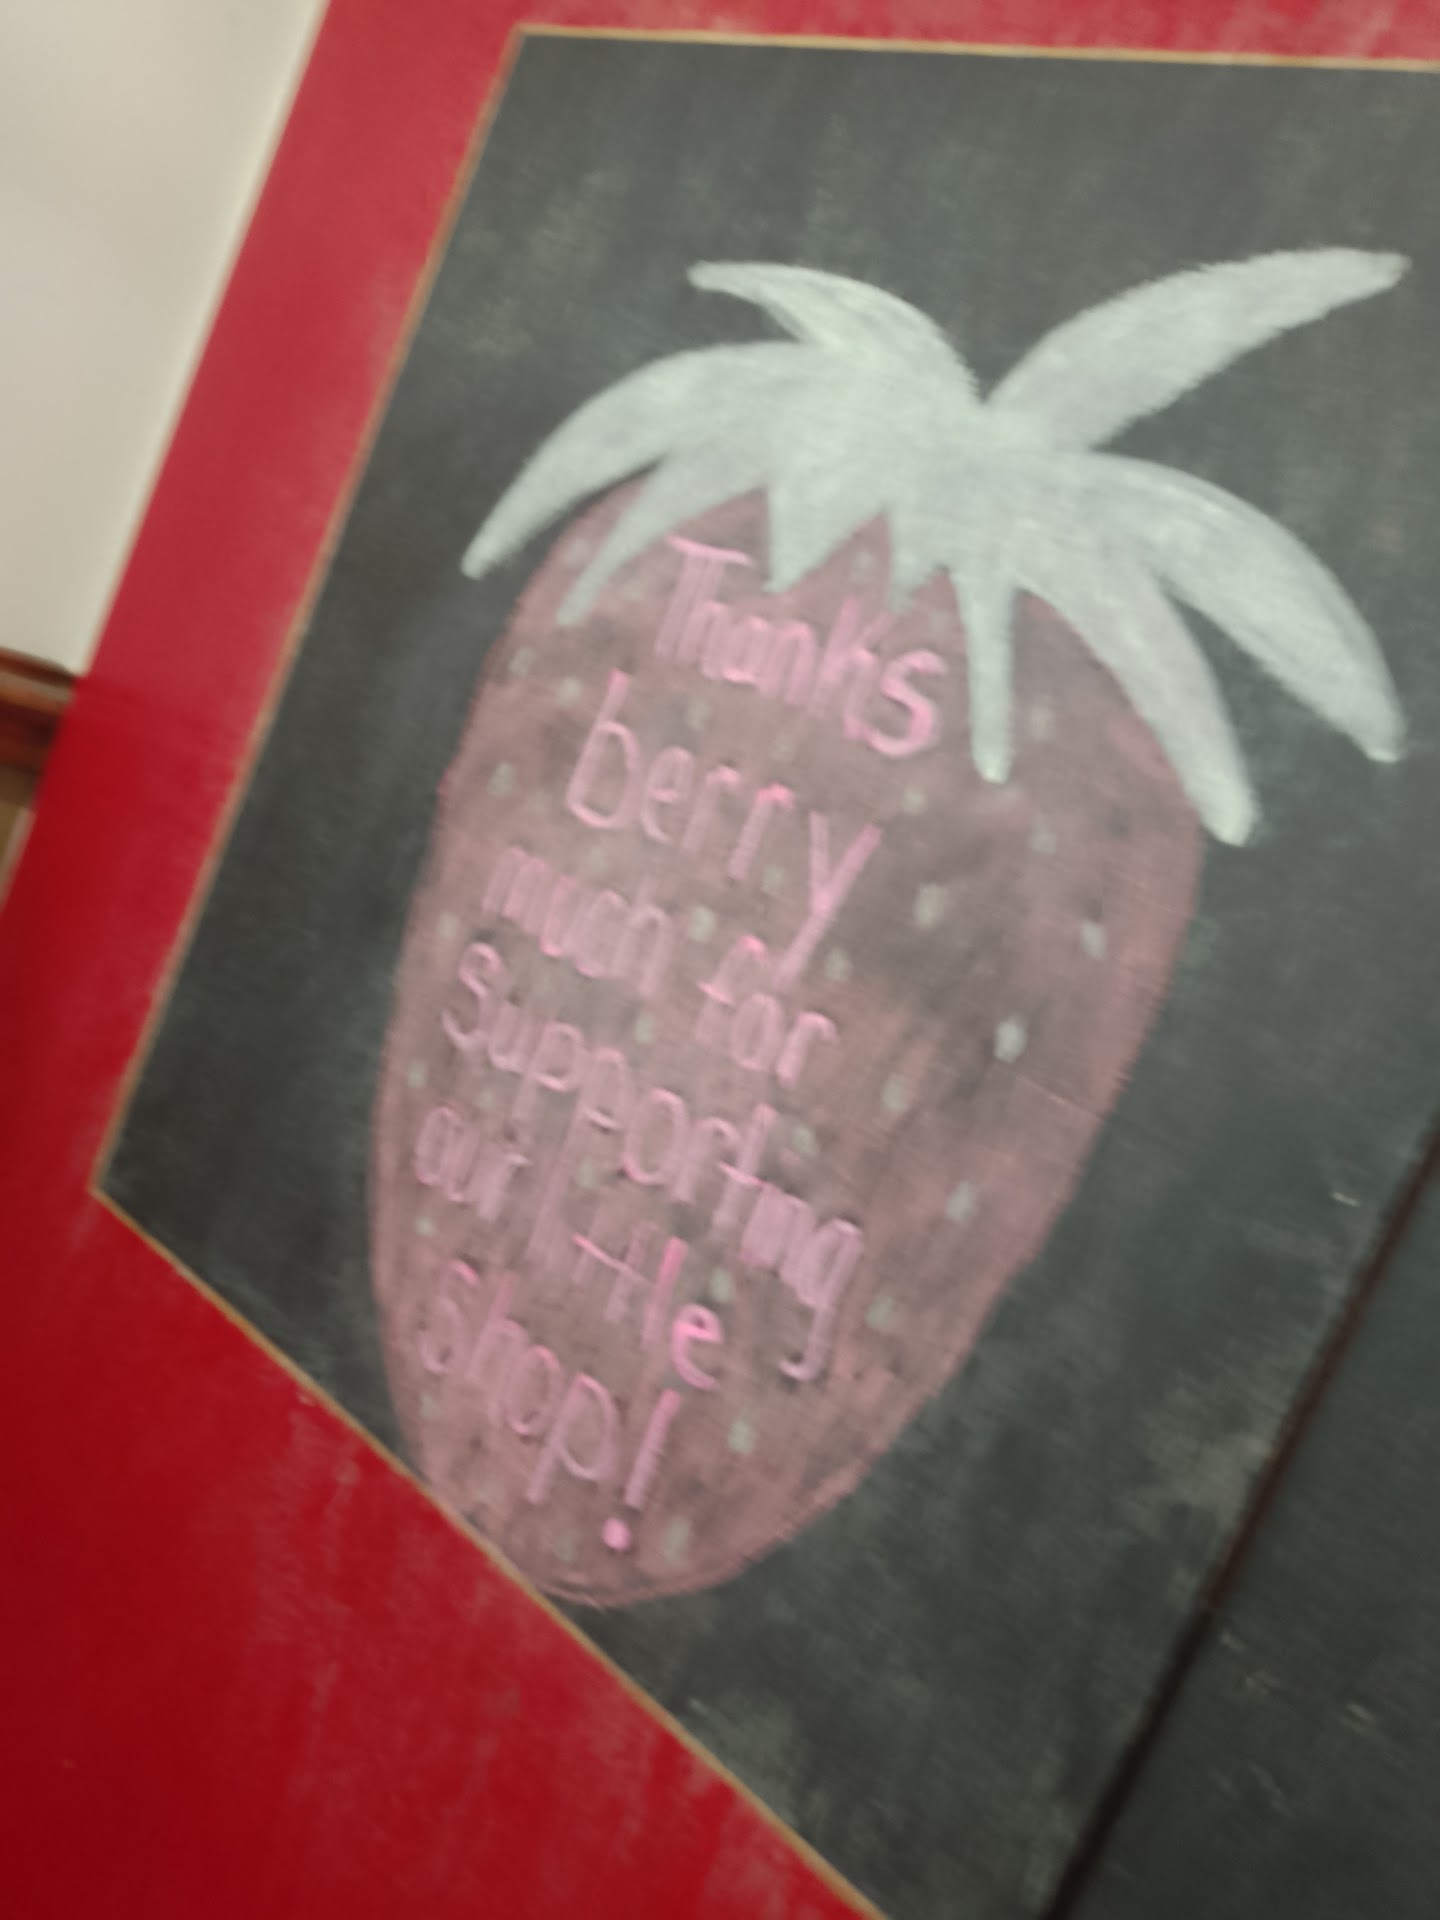 Thanks
berry
much for
Supporting
our little
Shop!